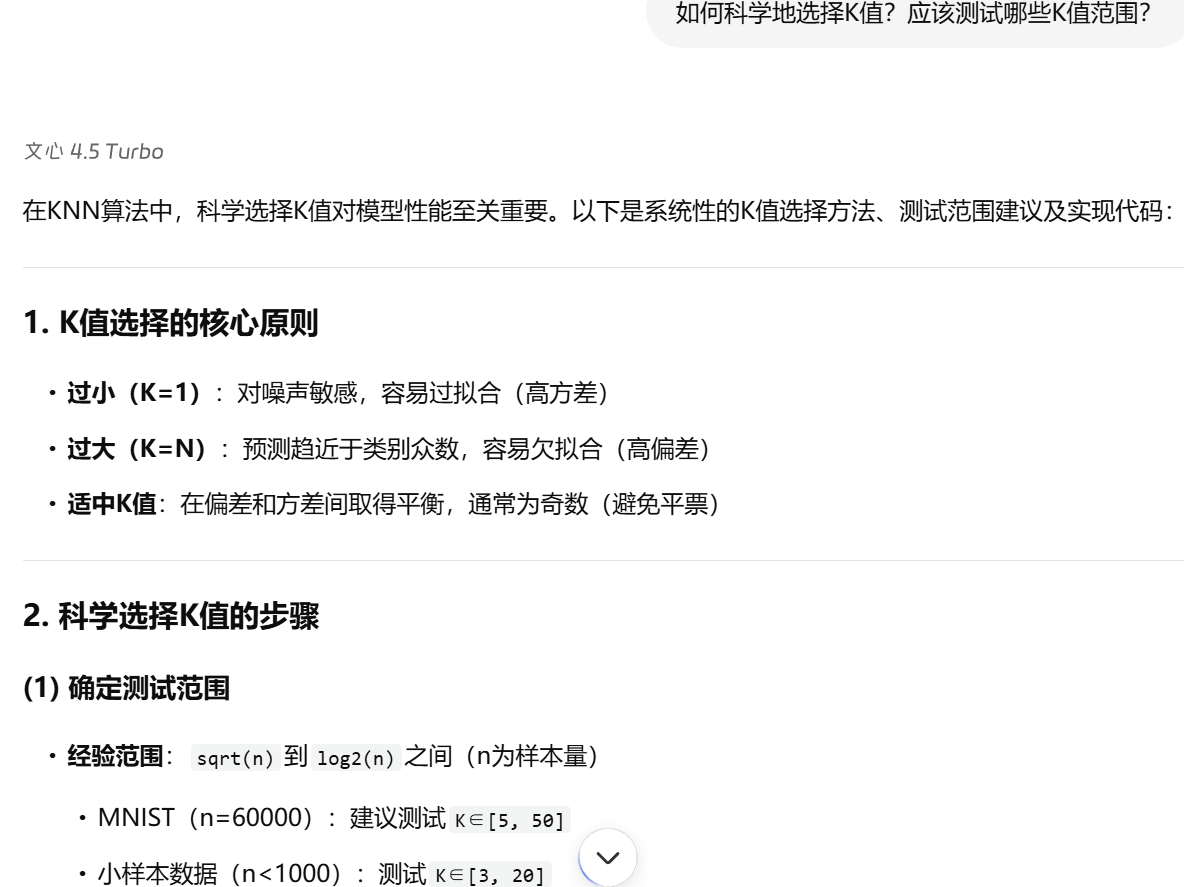 如何科学地选择K值？应该测试哪些K值范围？
文心 4.5 Turbo
在KNN算法中，科学选择K值对模型性能至关重要。以下是系统性的K值选择方法、测试范围建议及实现代码：
1. K值选择的核心原则
• 过小（K=1）：对噪声敏感，容易过拟合（高方差）
• 过大（K=N）：预测趋近于类别众数，容易欠拟合（高偏差）
• 适中K值：在偏差和方差间取得平衡，通常为奇数（避免平票）
2. 科学选择K值的步骤
(1) 确定测试范围
• 经验范围： sqrt(n) 到 log2(n) 之间（n为样本量）
• MNIST（n=60000）：建议测试 K∈[5, 50]
• 小样本数据（n<1000）：测试 K∈[3, 20]